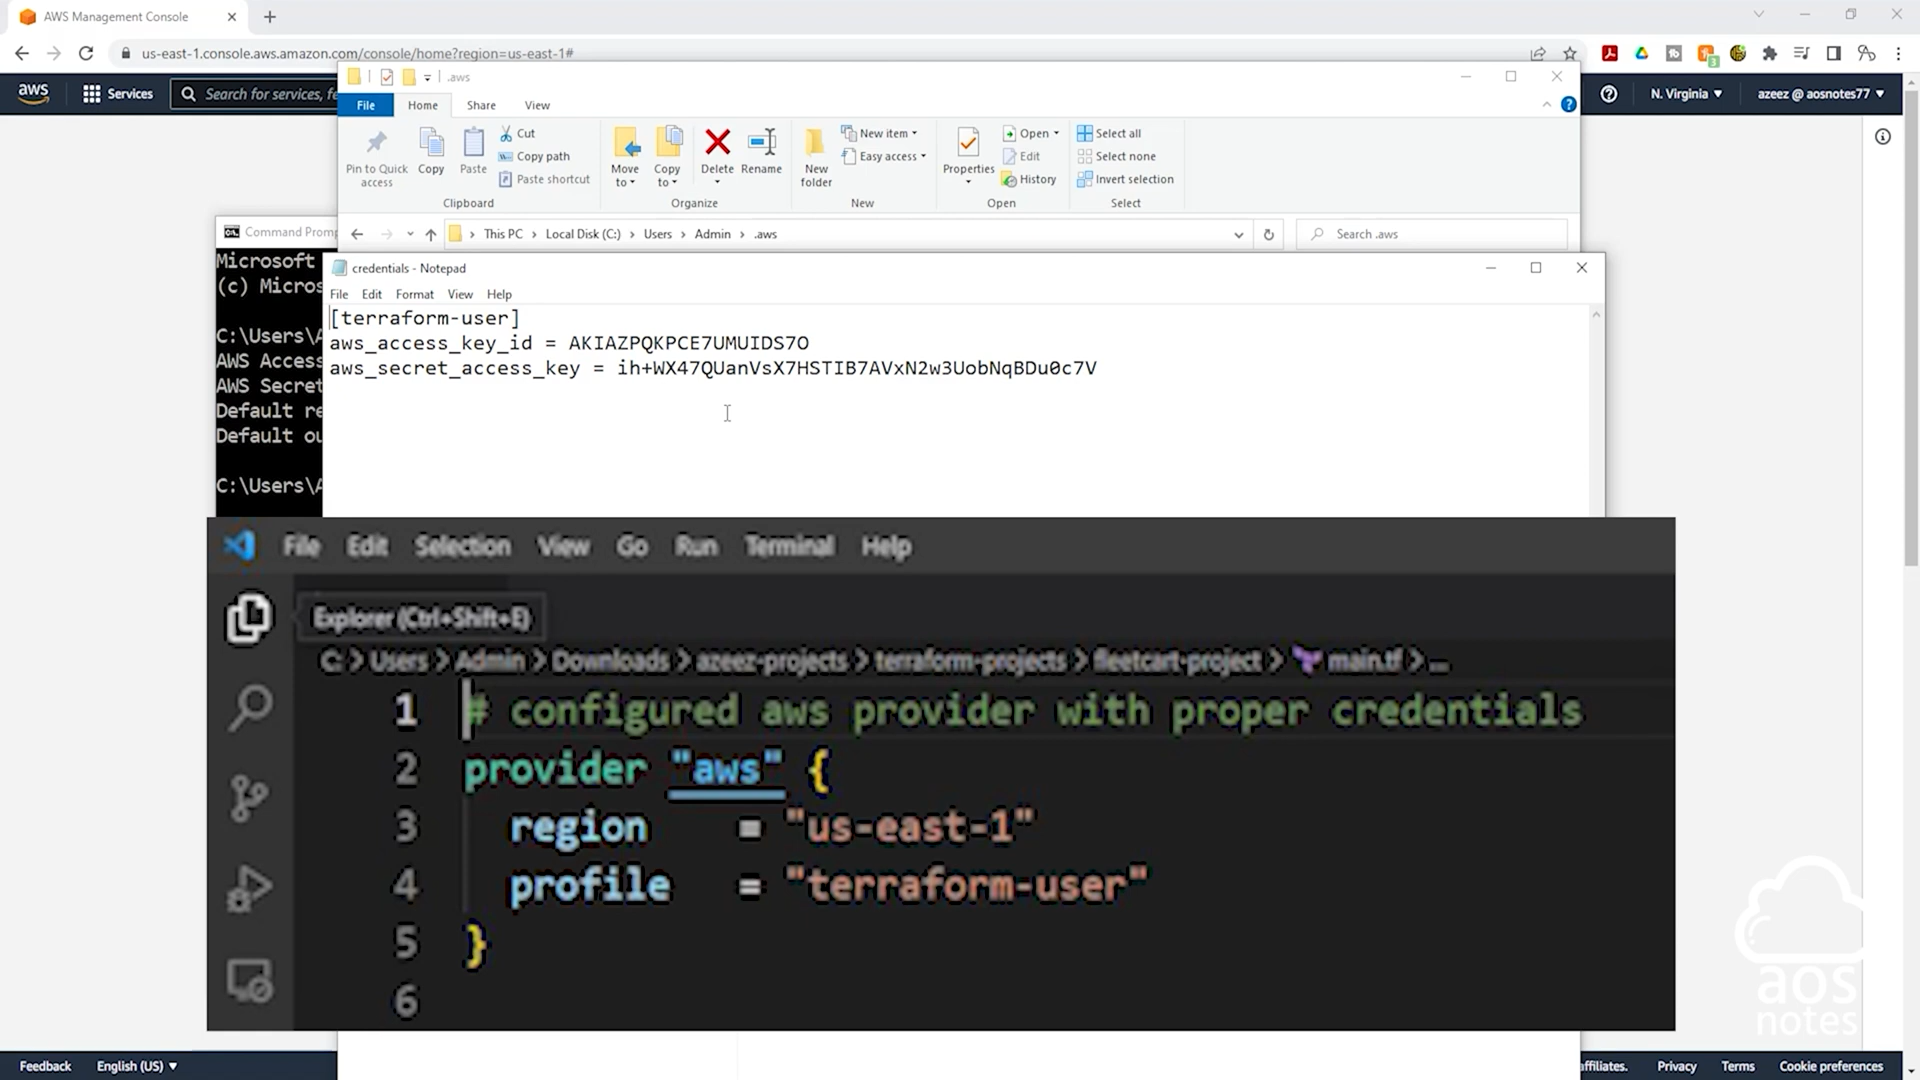 AWS Management Console
us-east-1.console.aws.amazon.com/console/home?region=us-east-1#
aws
Services
Search for services, fe
N. Virginia
azeez @ aosnotes77
.aws
File Home Share View
Pin to Quick access
Copy
Paste
Cut
Copy path
Paste shortcut
Clipboard
Move to
Copy to
Delete
Rename
Organize
New folder
New item
Easy access
New
Properties
Open
Edit
History
Open
Select all
Select none
Invert selection
Select
This PC > Local Disk (C:) > Users > Admin > .aws
Search .aws
Command Promp
Microsoft
(c) Micros
C:\Users\A
AWS Access
AWS Secret
Default re
Default ou
C:\Users\A
credentials - Notepad
File Edit Format View Help
[terraform-user]
aws_access_key_id = AKIAZPQKPCE7UMUIDS7O
aws_secret_access_key = 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
File Edit Selection View Go Run Terminal Help
Explorer (Ctrl+Shift+E)
C: > Users > Admin > Downloads > azeez-projects > terraform-projects > fleetcart-project > main.tf > ...
1 # configured aws provider with proper credentials
2 provider "aws" {
3 region = "us-east-1"
4 profile = "terraform-user"
5 }
6
aos
notes
Feedback
English (US)
affiliates.
Privacy
Terms
Cookie preferences